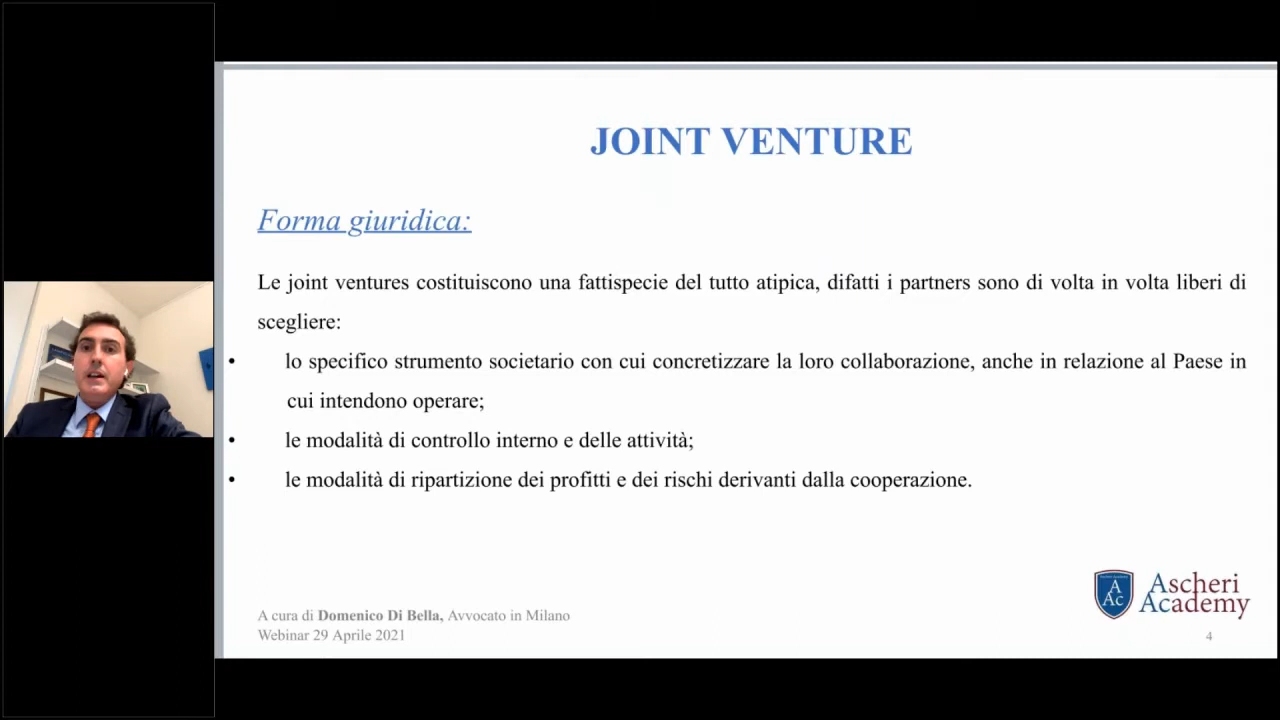 JOINT VENTURE
Forma giuridica:
Le joint ventures costituiscono una fattispecie del tutto atipica, difatti i partners sono di volta in volta liberi di
scegliere:
• lo specifico strumento societario con cui concretizzare la loro collaborazione, anche in relazione al Paese in
cui intendono operare;
• le modalità di controllo interno e delle attività;
• le modalità di ripartizione dei profitti e dei rischi derivanti dalla cooperazione.
A Ac
Ascheri
Academy
A cura di Domenico Di Bella, Avvocato in Milano
Webinar 29 Aprile 2021
4